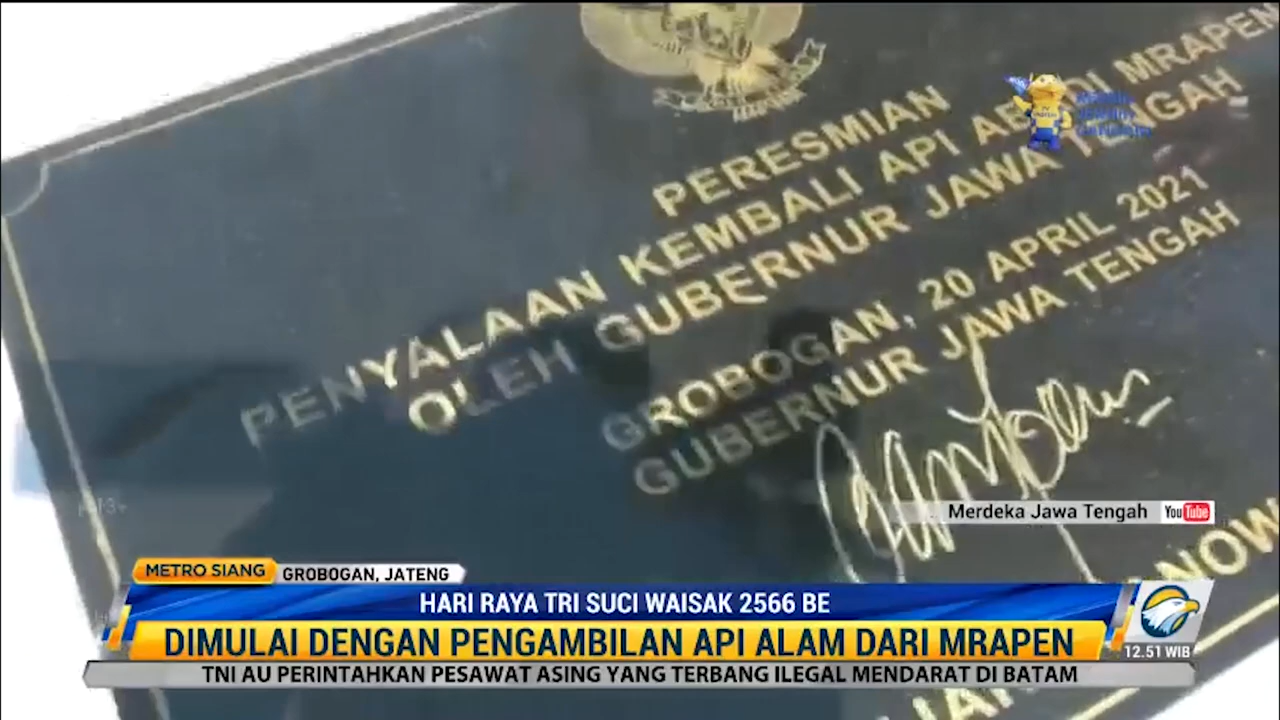 PERESMIAN
PENYALAAN KEMBALI API ABADI MRAPEN
OLEH GUBERNUR JAWA TENGAH
GROBOGAN, 20 APRIL 2021
GUBERNUR JAWA TENGAH
Merdeka Jawa Tengah YouTube
METRO SIANG GROBOGAN, JATENG
HARI RAYA TRI SUCI WAISAK 2566 BE
DIMULAI DENGAN PENGAMBILAN API ALAM DARI MRAPEN
12.51 WIB
TNI AU PERINTAHKAN PESAWAT ASING YANG TERBANG ILEGAL MENDARAT DI BATAM